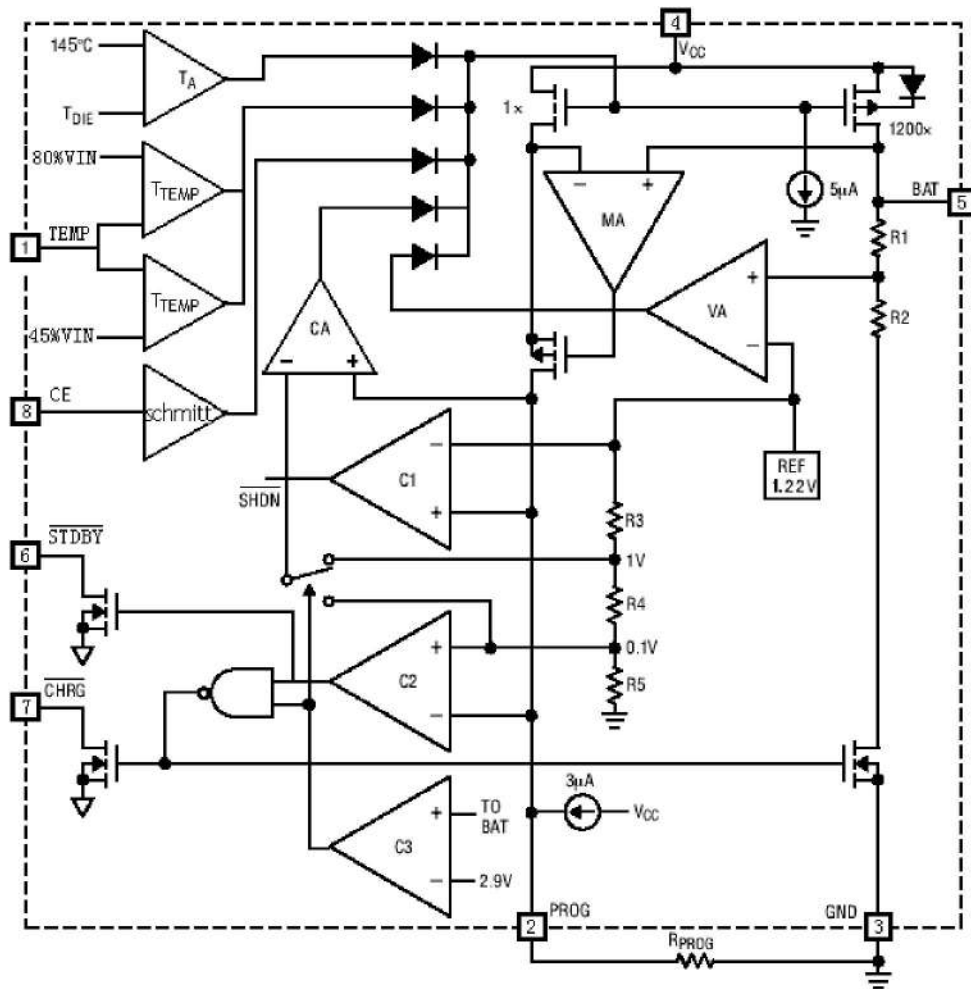 4
145°C
VCC
TA
1×
TDIE
1200×
80%VIN
TTEMP
− +
5μA
BAT
5
MA
R1
1
TEMP
+
TTEMP
VA
R2
CA
45%VIN
− +
−
8
CE
schmitt
−
REF
1.22V
C1
SHDN
+
R3
STDBY
6
1V
R4
+
0.1V
C2
R5
CHRG
7
−
3μA
+
TO
BAT
VCC
C3
−
2.9V
2
PROG
GND
3
RPROG